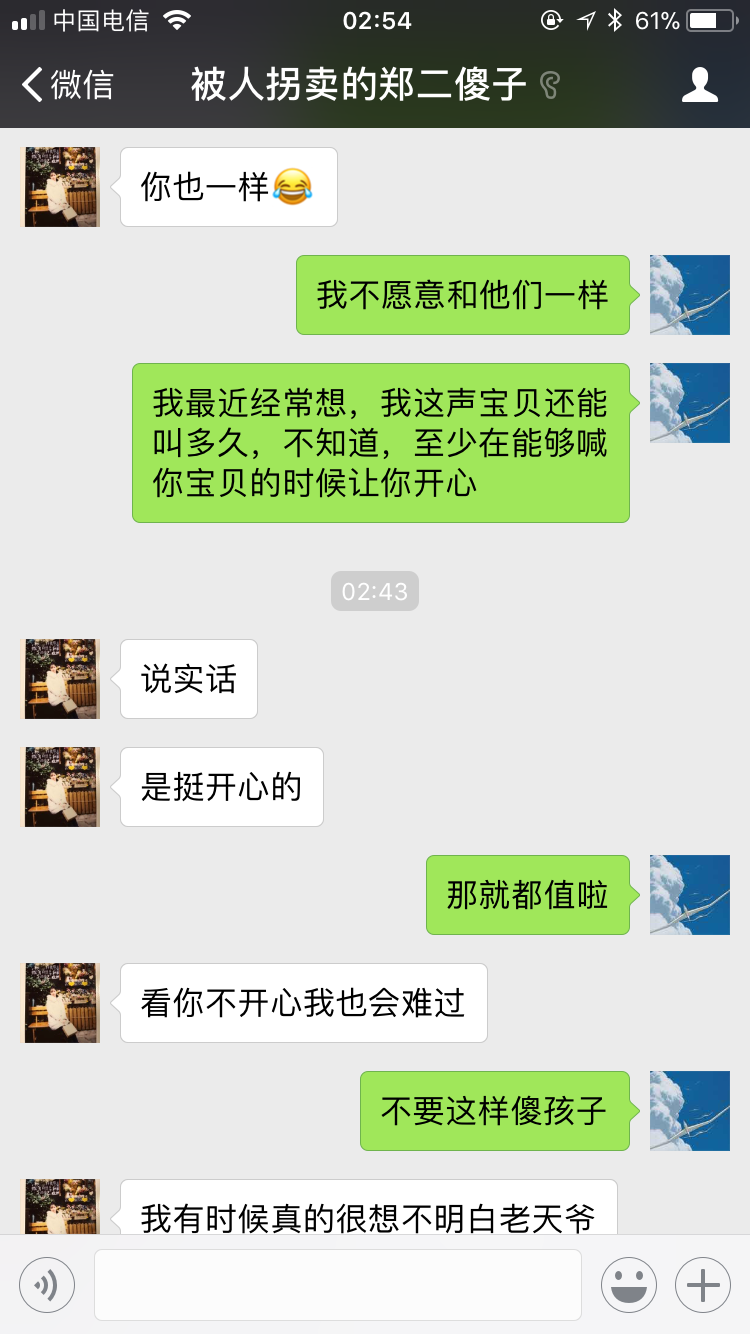 中国电信
02:54
61%
微信
被人拐卖的郑二傻子
你也一样😂
我不愿意和他们一样
我最近经常想，我这声宝贝还能
叫多久，不知道，至少在能够喊
你宝贝的时候让你开心
02:43
说实话
是挺开心的
那就都值啦
看你不开心我也会难过
不要这样傻孩子
我有时候真的很想不明白老天爷